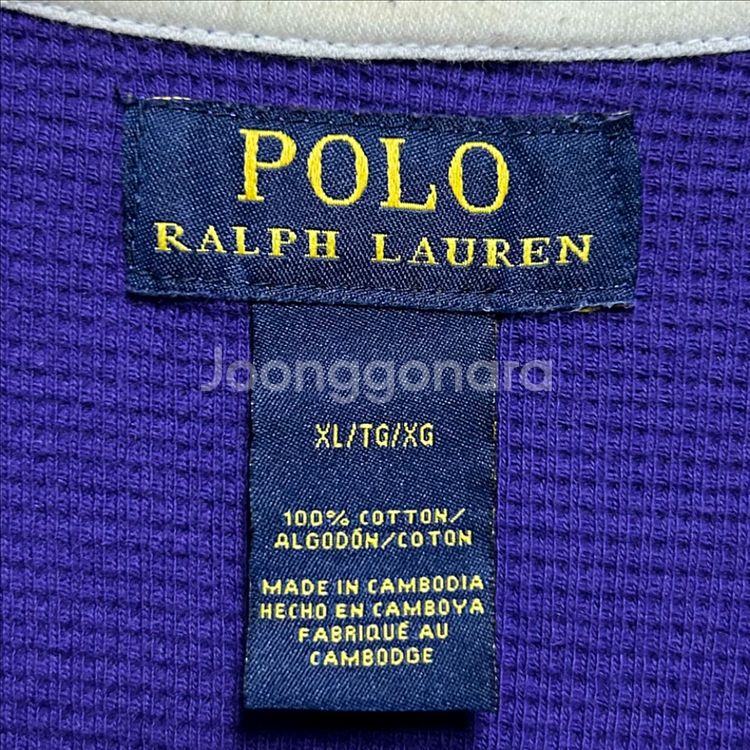 POLO
RALPH LAUREN
Joonggonara
XL/TG/XG
100% COTTON/
ALGODÓN/COTON
MADE IN CAMBODIA
HECHO EN CAMBOYA
FABRIQUÉ AU
CAMBODGE